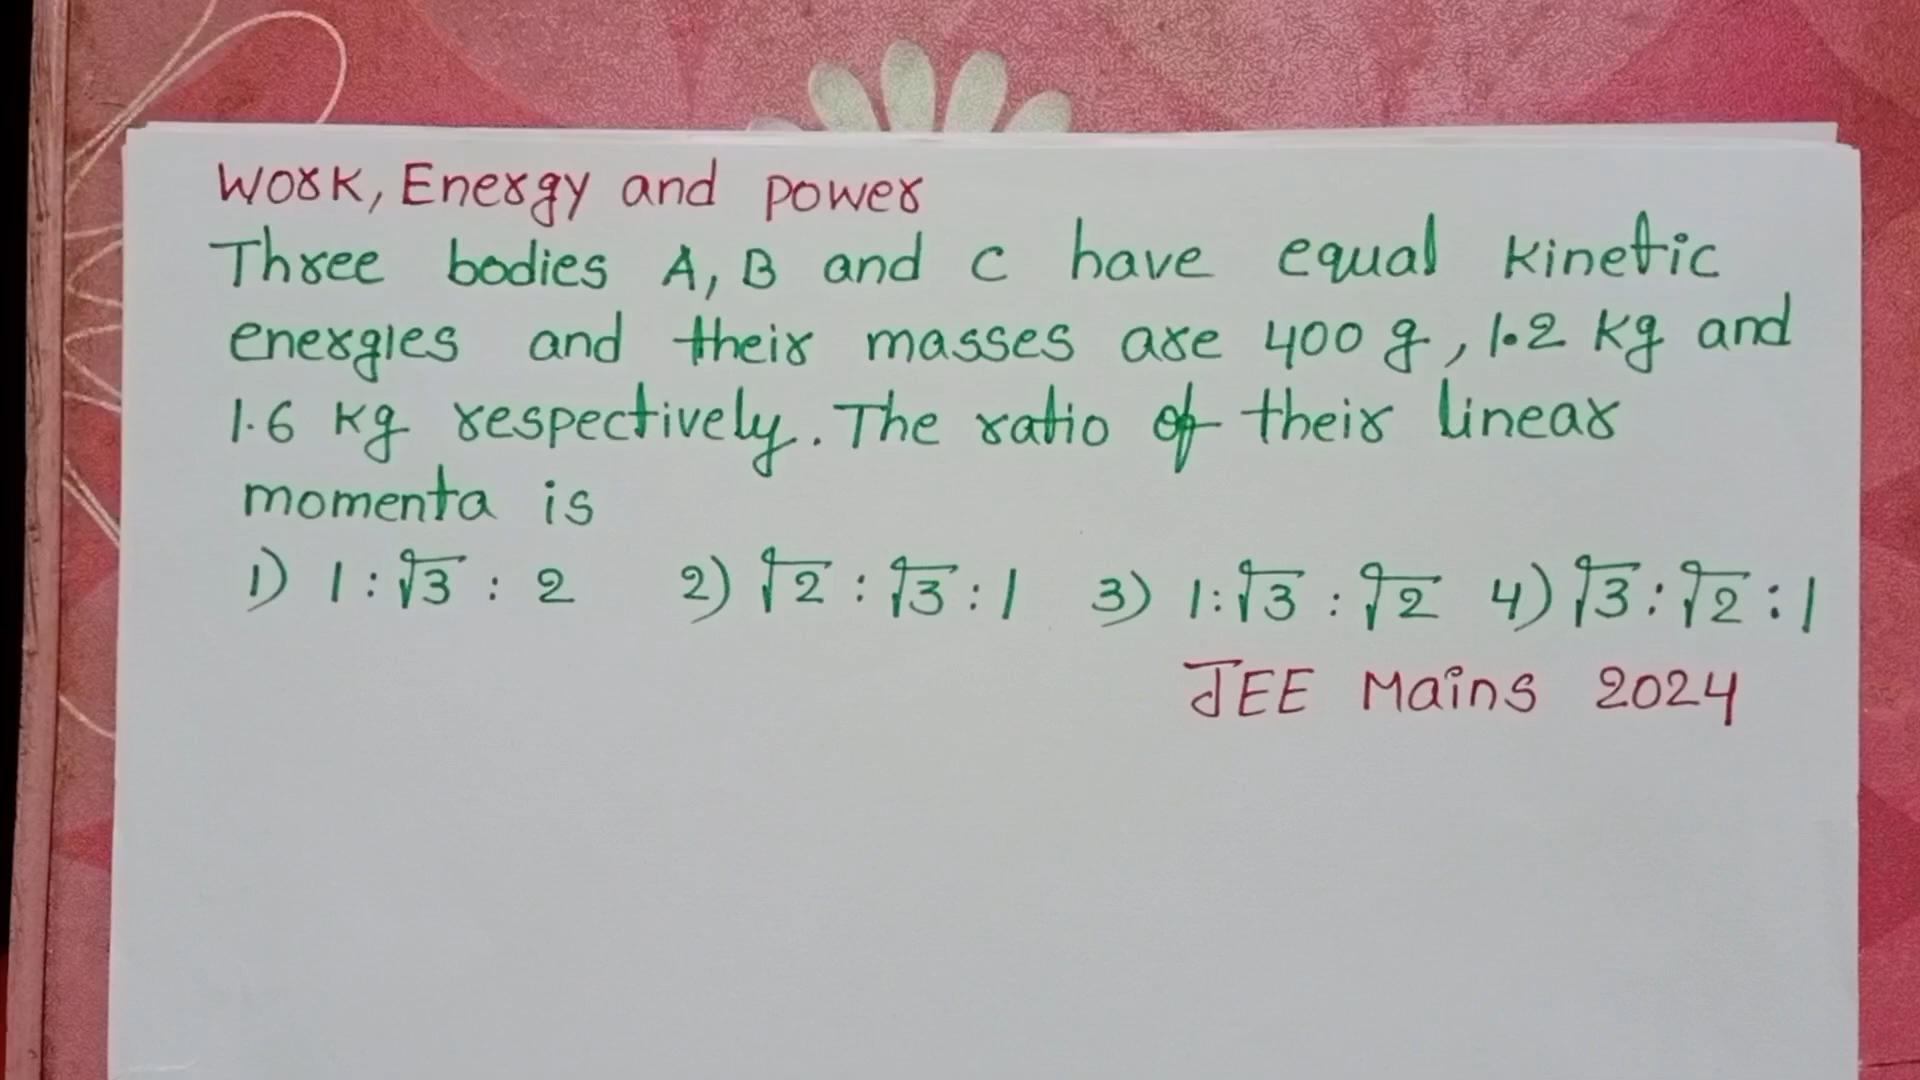 Work, Energy and power
Three bodies A, B and C have equal kinetic
energies and their masses are 400 g, 1.2 kg and
1.6 kg respectively. The ratio of their linear
momenta is
1) 1 : √3 : 2 2) √2 : √3 : 1 3) 1 : √3 : √2 4) √3 : √2 : 1
JEE Mains 2024